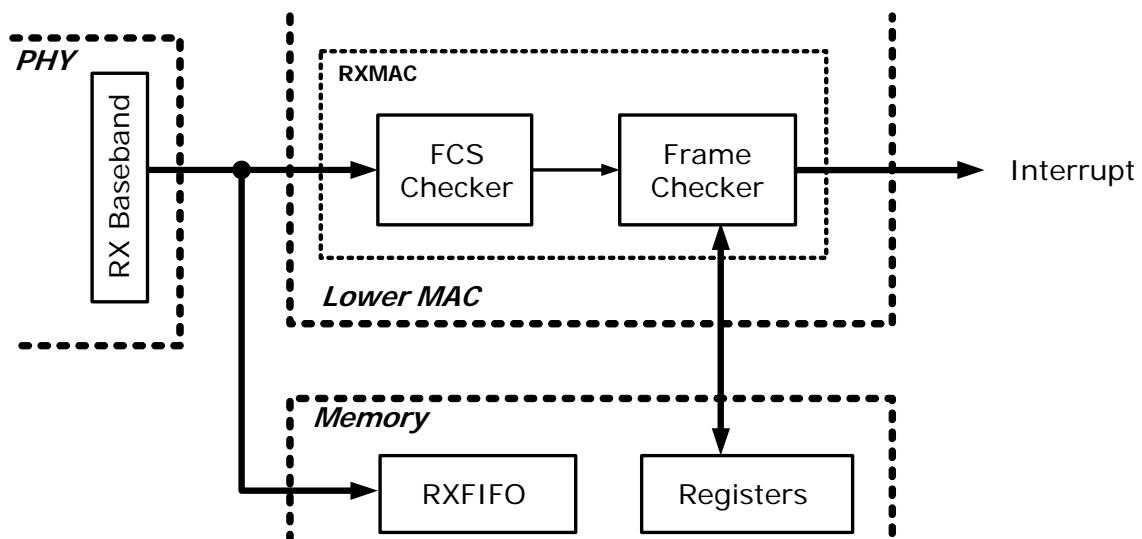 PHY
RX Baseband
RXMAC
FCS
Checker
Frame
Checker
Interrupt
Lower MAC
Memory
RXFIFO
Registers